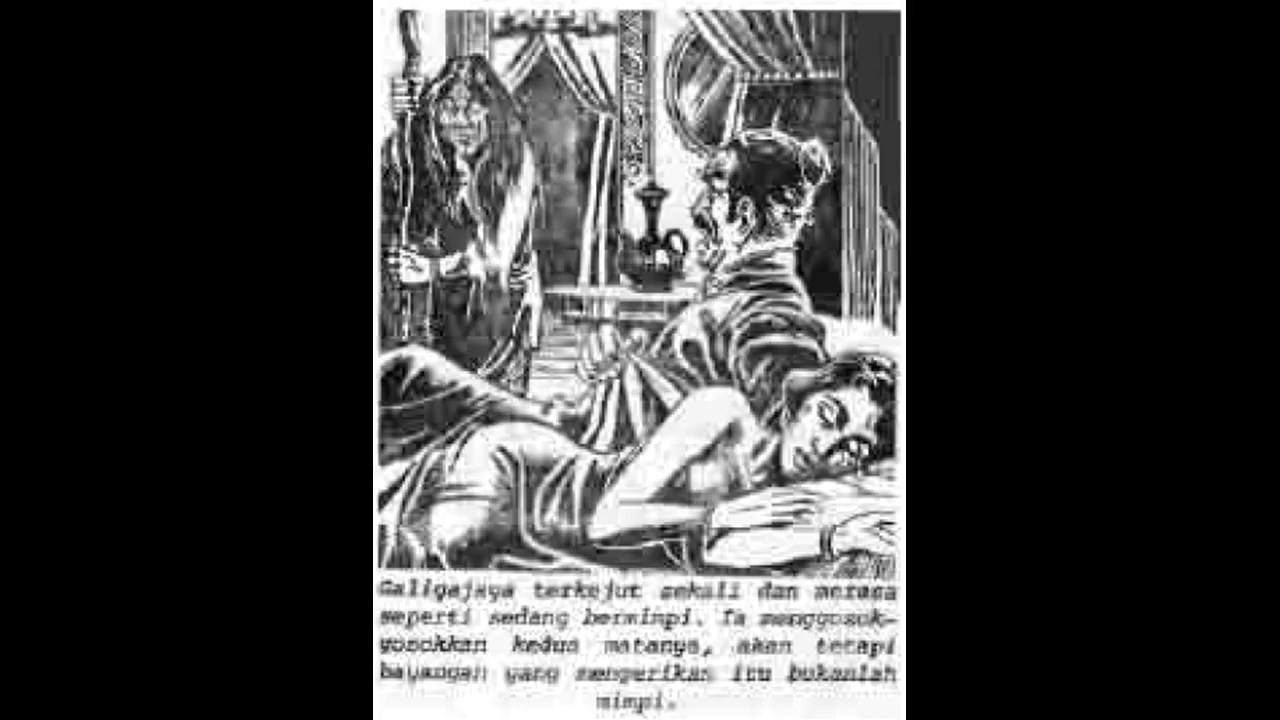 Galigajaya terkejut sekali dan merasa
seperti sedang bermimpi. Ia menggosok-
gosokkan kedua matanya, akan tetapi
bayangan yang mengerikan itu bukanlah
mimpi.